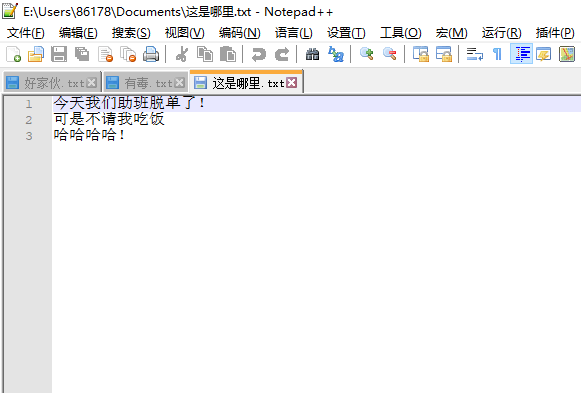 E:\Users\86178\Documents\这是哪里.txt - Notepad++
文件(F) 编辑(E) 搜索(S) 视图(V) 编码(N) 语言(L) 设置(T) 工具(O) 宏(M) 运行(R) 插件(P)
好家伙.txt 有毒.txt 这是哪里.txt
1 今天我们助班脱单了!
2 可是不请我吃饭
3 哈哈哈哈!